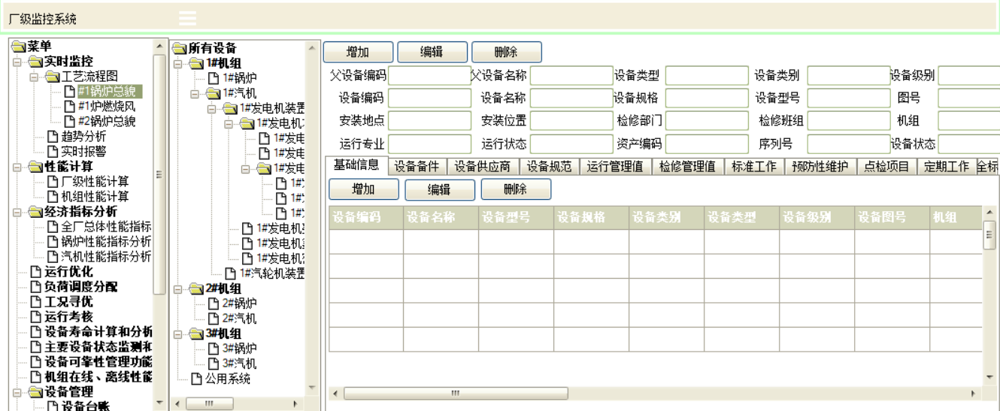 厂级监控系统
菜单
实时监控
工艺流程图
#1锅炉总貌
#1炉燃烧风
#2锅炉总貌
趋势分析
实时报警
性能计算
厂级性能计算
机组性能计算
经济指标分析
全厂总体性能指标
锅炉性能指标分析
汽机性能指标分析
运行优化
负荷调度分配
工况寻优
运行考核
设备寿命计算和分析
主要设备状态监测和
设备可靠性管理功能
机组在线、离线性能
设备管理
设备台账
所有设备
1#机组
1#锅炉
1#汽机
1#发电机装置
1#发电机
1#发电
1#发电
1#发电
1#
1#
1#
1#发电机
1#发电机
1#发电机
1#汽轮机装置
2#机组
2#锅炉
2#汽机
3#机组
3#锅炉
3#汽机
公用系统
增加 编辑 删除
父设备编码 父设备名称 设备类型 设备类别 设备级别
设备编码 设备名称 设备规格 设备型号 图号
安装地点 安装位置 检修部门 检修班组 机组
运行专业 运行状态 资产编码 序列号 设备状态
基础信息 设备备件 设备供应商 设备规范 运行管理值 检修管理值 标准工作 预防性维护 点检项目 定期工作 全标
增加 编辑 删除
设备编码 设备名称 设备型号 设备规格 设备类别 设备类型 设备级别 设备图号 机组